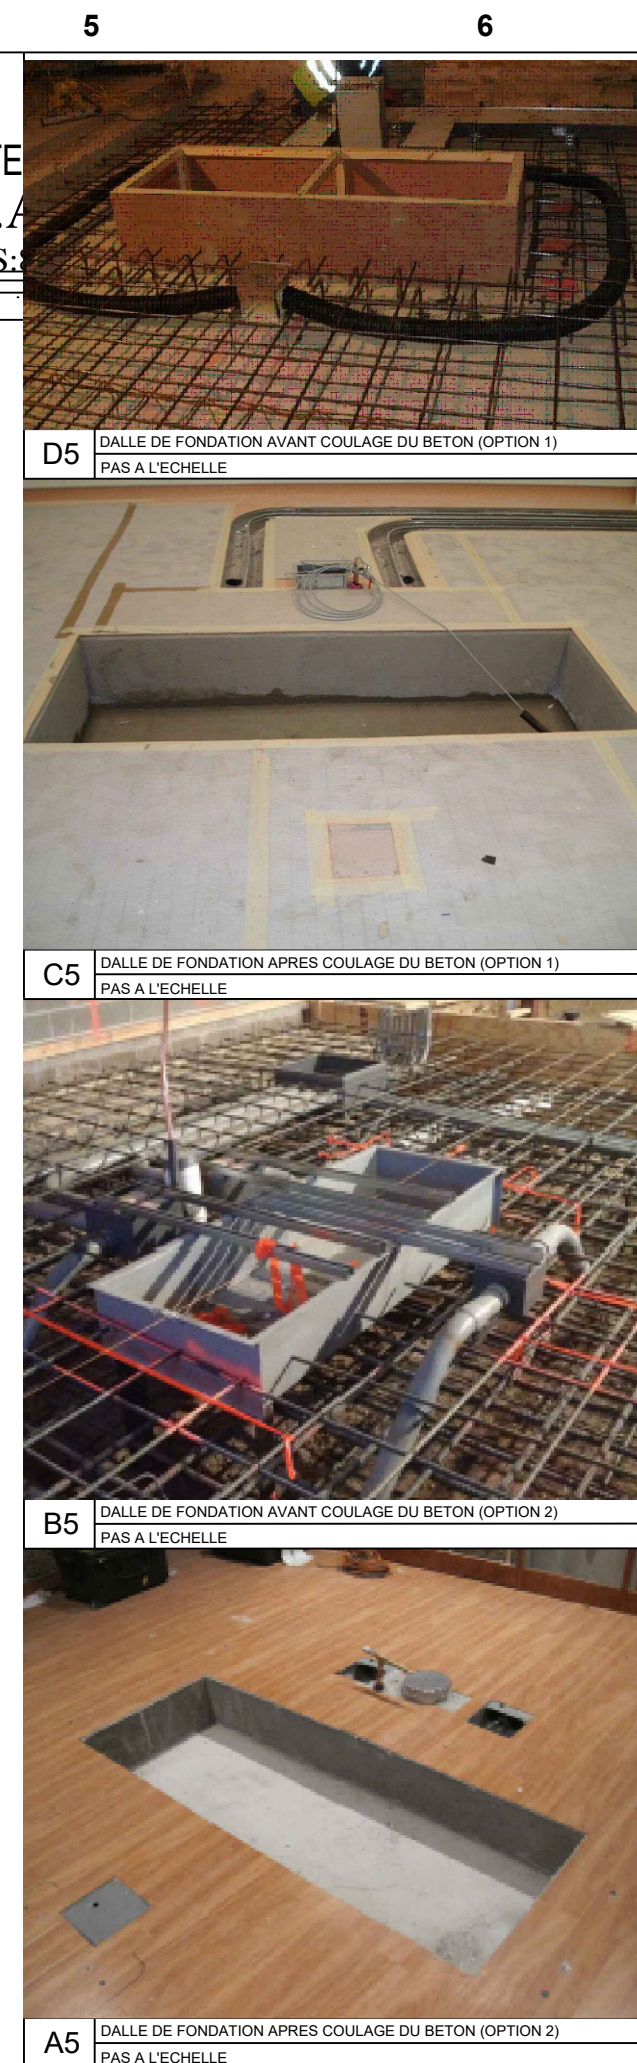 5 6
TE
D5 DALLE DE FONDATION AVANT COULAGE DU BETON (OPTION 1)
PAS A L'ECHELLE
C5 DALLE DE FONDATION APRES COULAGE DU BETON (OPTION 1)
PAS A L'ECHELLE
B5 DALLE DE FONDATION AVANT COULAGE DU BETON (OPTION 2)
PAS A L'ECHELLE
A5 DALLE DE FONDATION APRES COULAGE DU BETON (OPTION 2)
PAS A L'ECHELLE